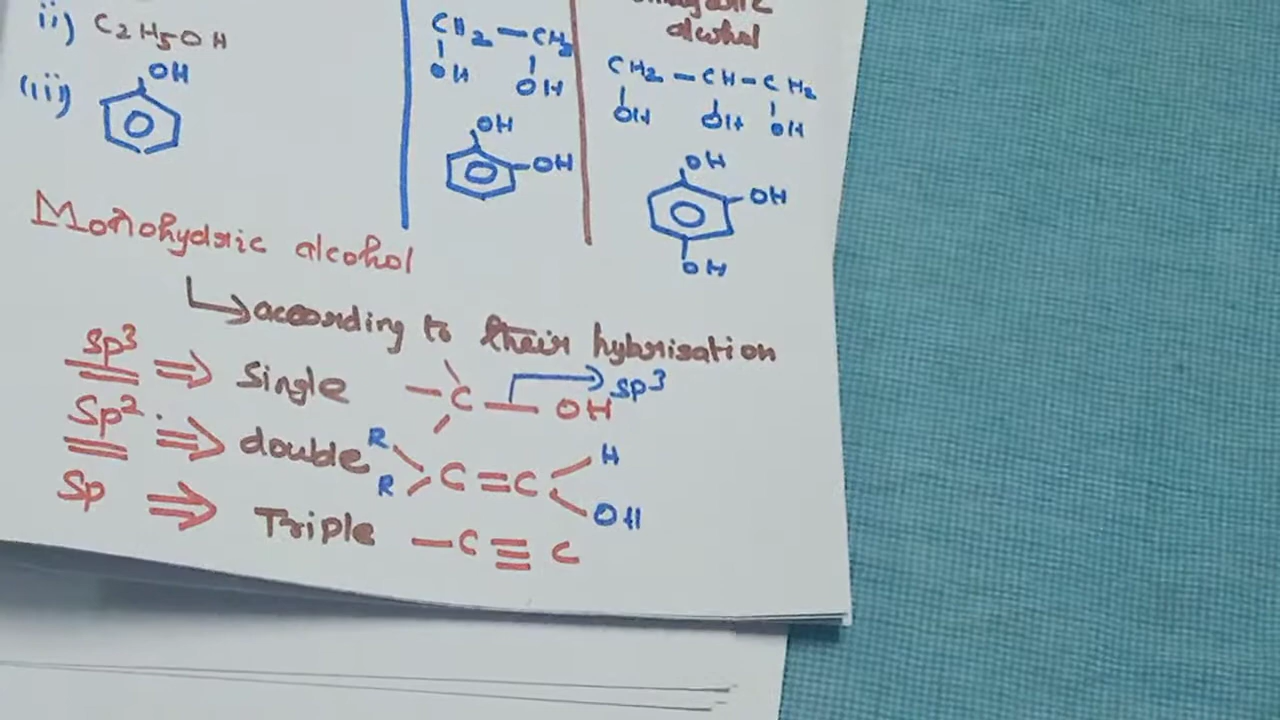 ii) C2H5OH
(iii)
OH
CH2 — CH2
OH OH
OH
OH
alcohol
CH2 — CH — CH2
OH OH OH
OH
OH
OH
Monohydric alcohol
according to their hybrisation
Sp3 ⇒ Single — C — OH sp3
Sp2 ⇒ double R R C = C H OH
Sp ⇒ Triple — C ≡ C